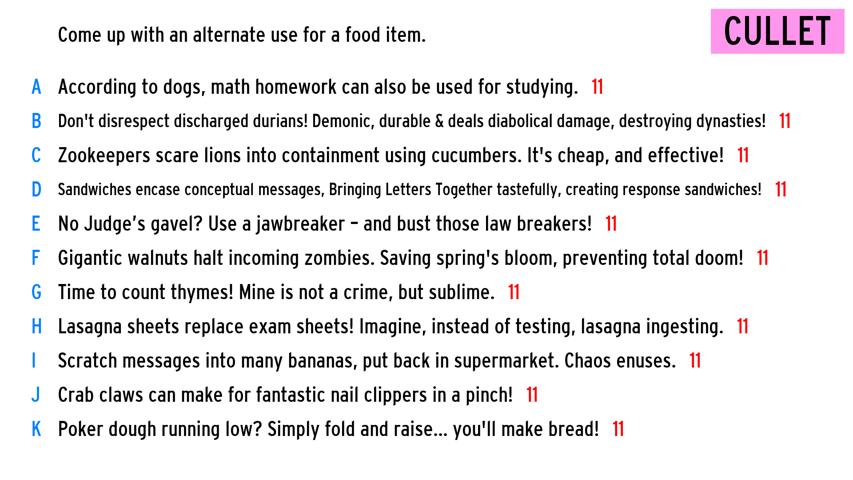 Come up with an alternate use for a food item.
CULLET
A According to dogs, math homework can also be used for studying. 11
B Don't disrespect discharged durians! Demonic, durable & deals diabolical damage, destroying dynasties! 11
C Zookeepers scare lions into containment using cucumbers. It's cheap, and effective! 11
D Sandwiches encase conceptual messages, Bringing Letters Together tastefully, creating response sandwiches! 11
E No Judge’s gavel? Use a jawbreaker – and bust those law breakers! 11
F Gigantic walnuts halt incoming zombies. Saving spring's bloom, preventing total doom! 11
G Time to count thymes! Mine is not a crime, but sublime. 11
H Lasagna sheets replace exam sheets! Imagine, instead of testing, lasagna ingesting. 11
I Scratch messages into many bananas, put back in supermarket. Chaos enuses. 11
J Crab claws can make for fantastic nail clippers in a pinch! 11
K Poker dough running low? Simply fold and raise... you'll make bread! 11